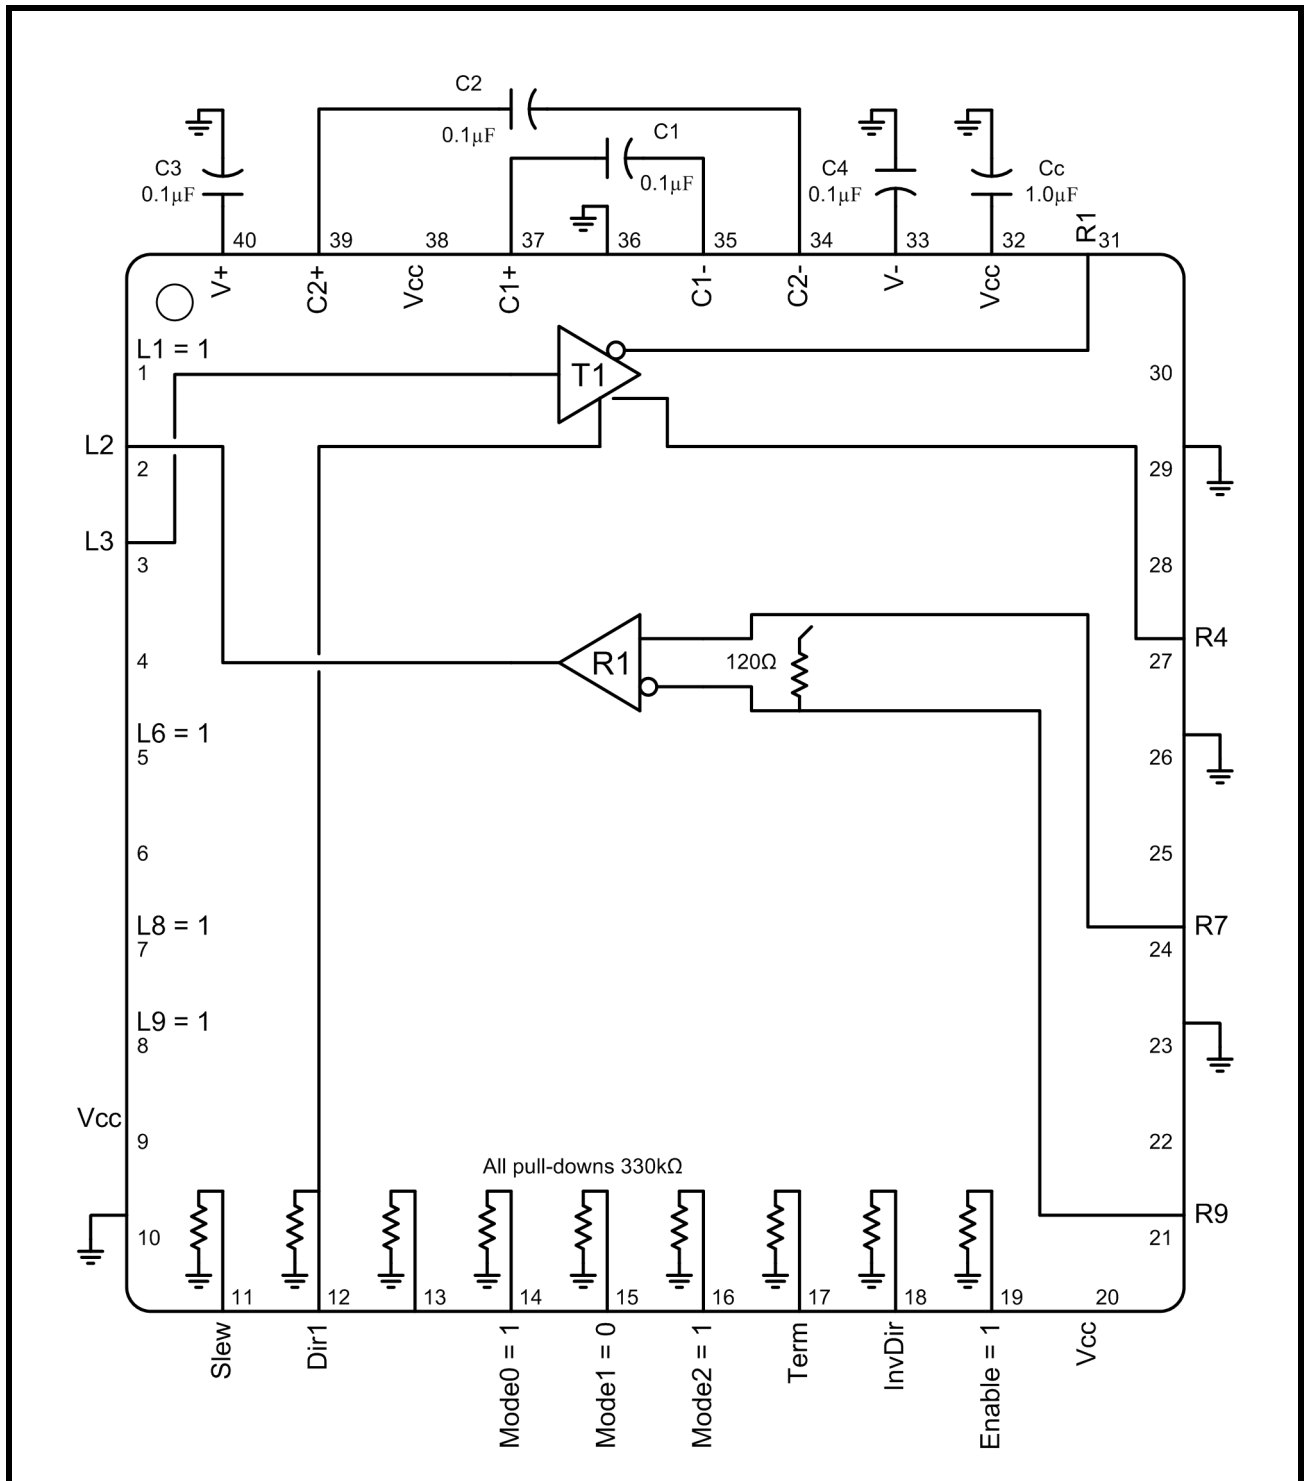 C2
0.1µF
C1
0.1µF
C3
0.1µF
C4
0.1µF
Cc
1.0µF
R1
40 39 38 37 36 35 34 33 32 31
V+ C2+ Vcc C1+ C1- C2- V- Vcc
L1 = 1
1
T1
30
L2
2
29
L3
3
28
R4
27
4
R1
120Ω
L6 = 1
5
26
6
25
L8 = 1
7
R7
24
L9 = 1
8
23
Vcc
9
22
All pull-downs 330kΩ
10
R9
21
11 12 13 14 15 16 17 18 19 20
Slew
Dir1
Mode0 = 1
Mode1 = 0
Mode2 = 1
Term
InvDir
Enable = 1
Vcc